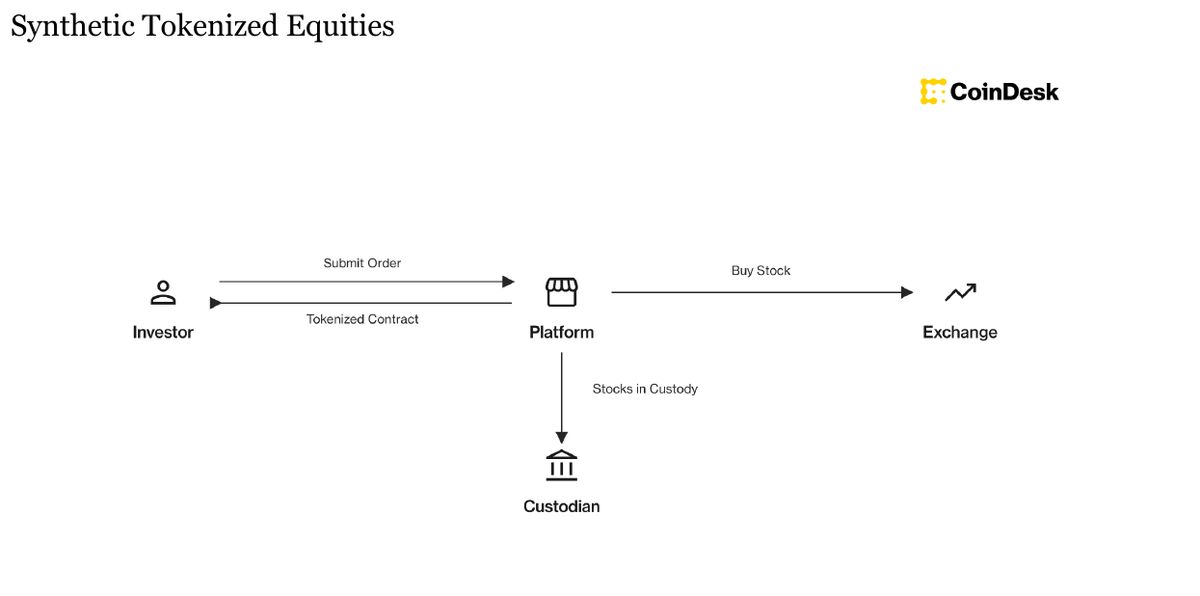 Synthetic Tokenized Equities
CoinDesk
Submit Order
Buy Stock
Tokenized Contract
Investor
Platform
Exchange
Stocks in Custody
Custodian